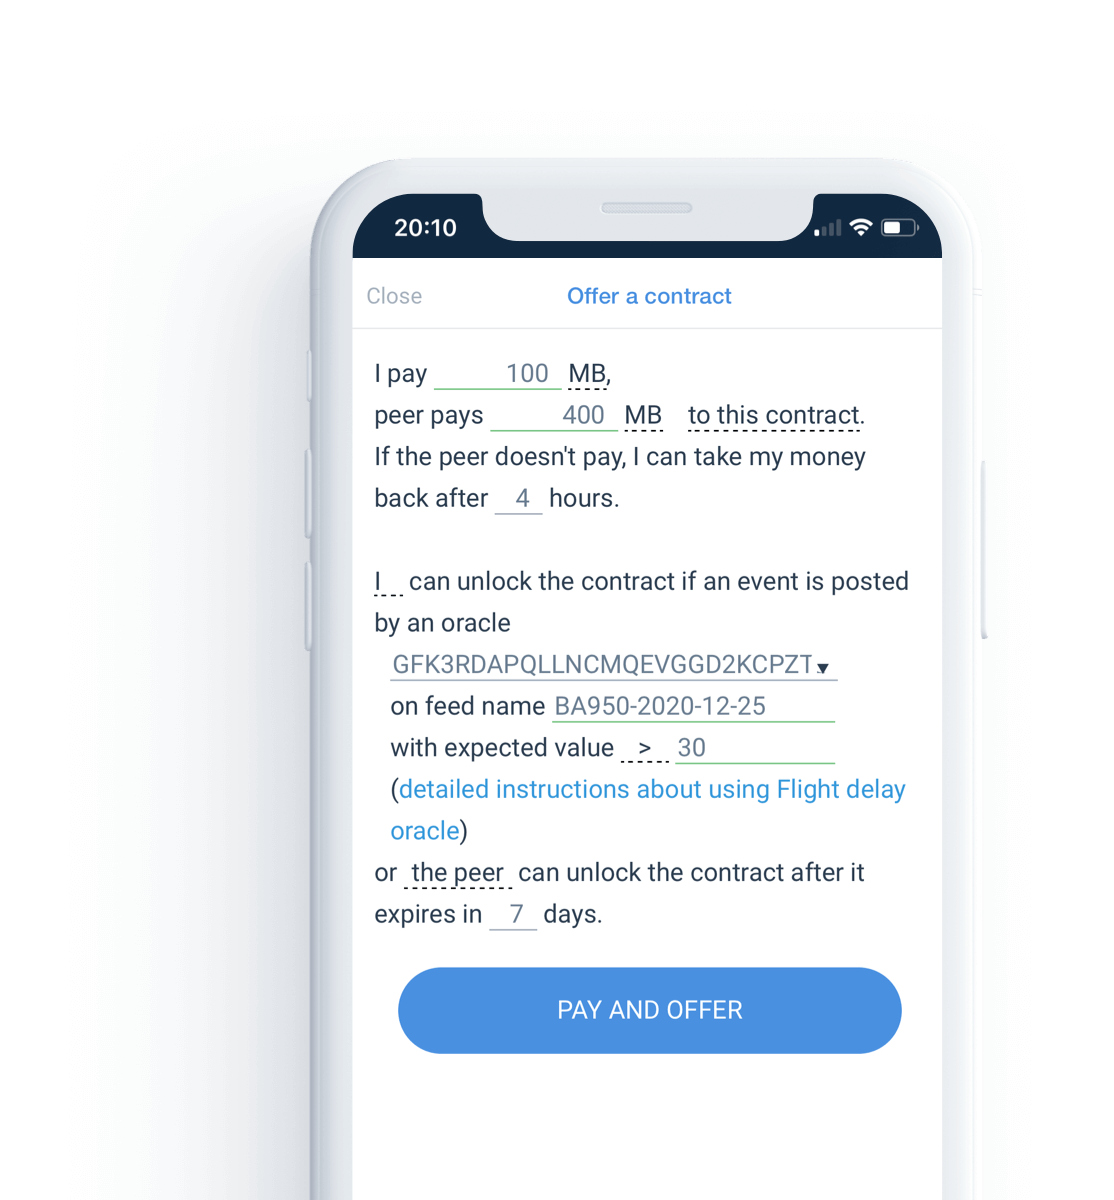 20:10
Close Offer a contract
I pay 100 MB,
peer pays 400 MB to this contract.
If the peer doesn't pay, I can take my money
back after 4 hours.
I can unlock the contract if an event is posted
by an oracle
GFK3RDAPQLLNCMQEVGGD2KCPZT
on feed name BA950-2020-12-25
with expected value > 30
(detailed instructions about using Flight delay
oracle)
or the peer can unlock the contract after it
expires in 7 days.
PAY AND OFFER